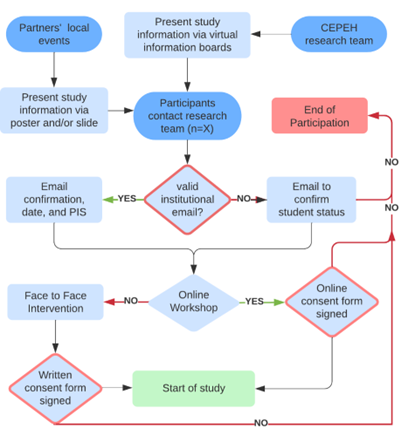 Partners' local
events
Present study
information via virtual
information boards
CEPEH
research team
Present study
information via
poster and/or slide
Participants
contact research
team (n=X)
End of
Participation
NO
Email
confirmation,
date, and PIS
YES
valid
institutional
email?
NO
Email to
confirm
student status
NO
Face to Face
Intervention
NO
Online
Workshop
YES
Online
consent form
signed
Written
consent form
signed
Start of study
NO